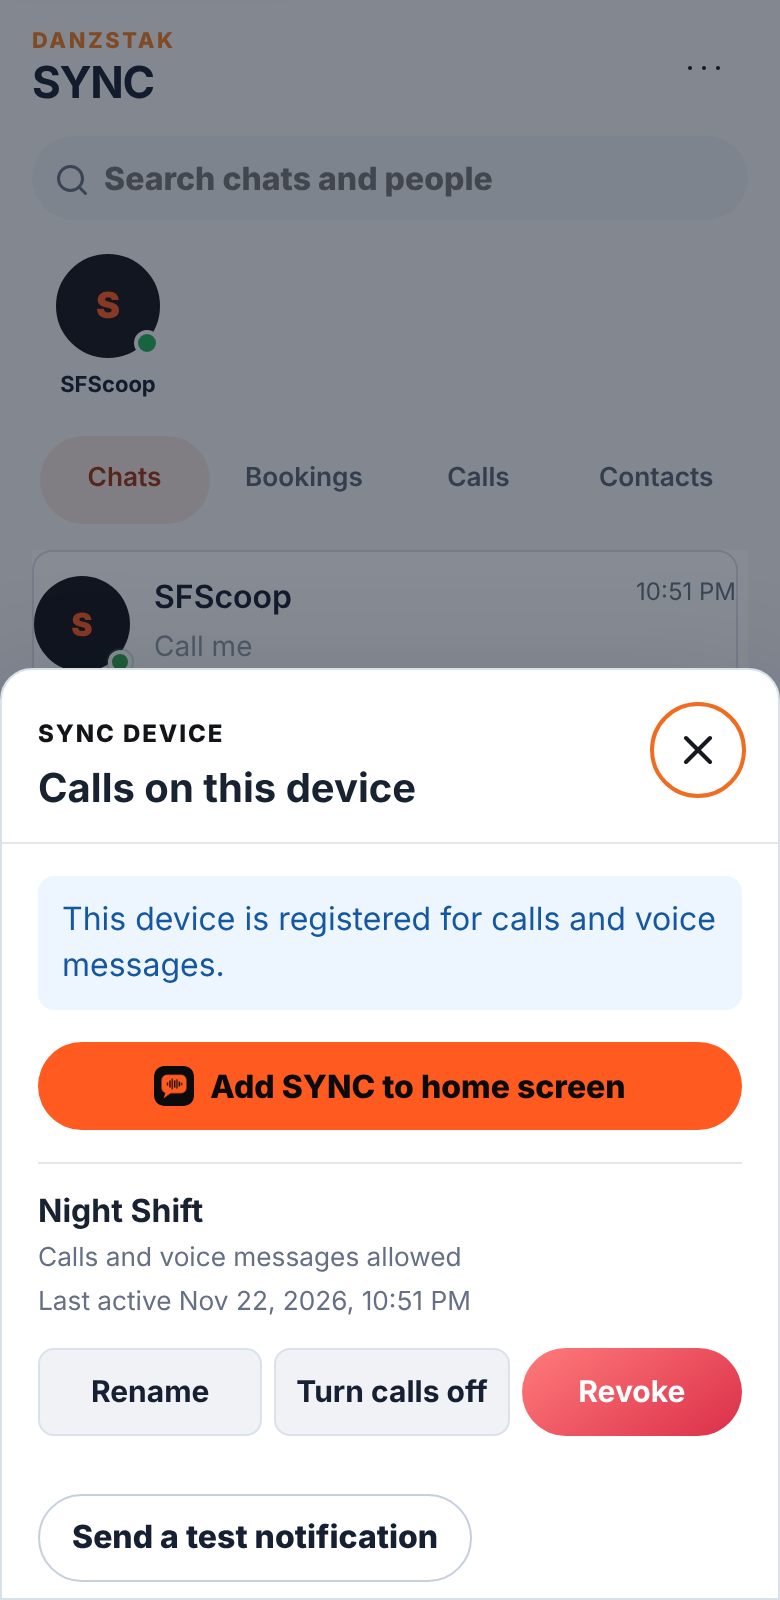 DANZSTAK
SYNC
...
Search chats and people
S
SFScoop
Chats
Bookings
Calls
Contacts
S
SFScoop
10:51 PM
Call me
SYNC DEVICE
Calls on this device
This device is registered for calls and voice
messages.
Add SYNC to home screen
Night Shift
Calls and voice messages allowed
Last active Nov 22, 2026, 10:51 PM
Rename
Turn calls off
Revoke
Send a test notification